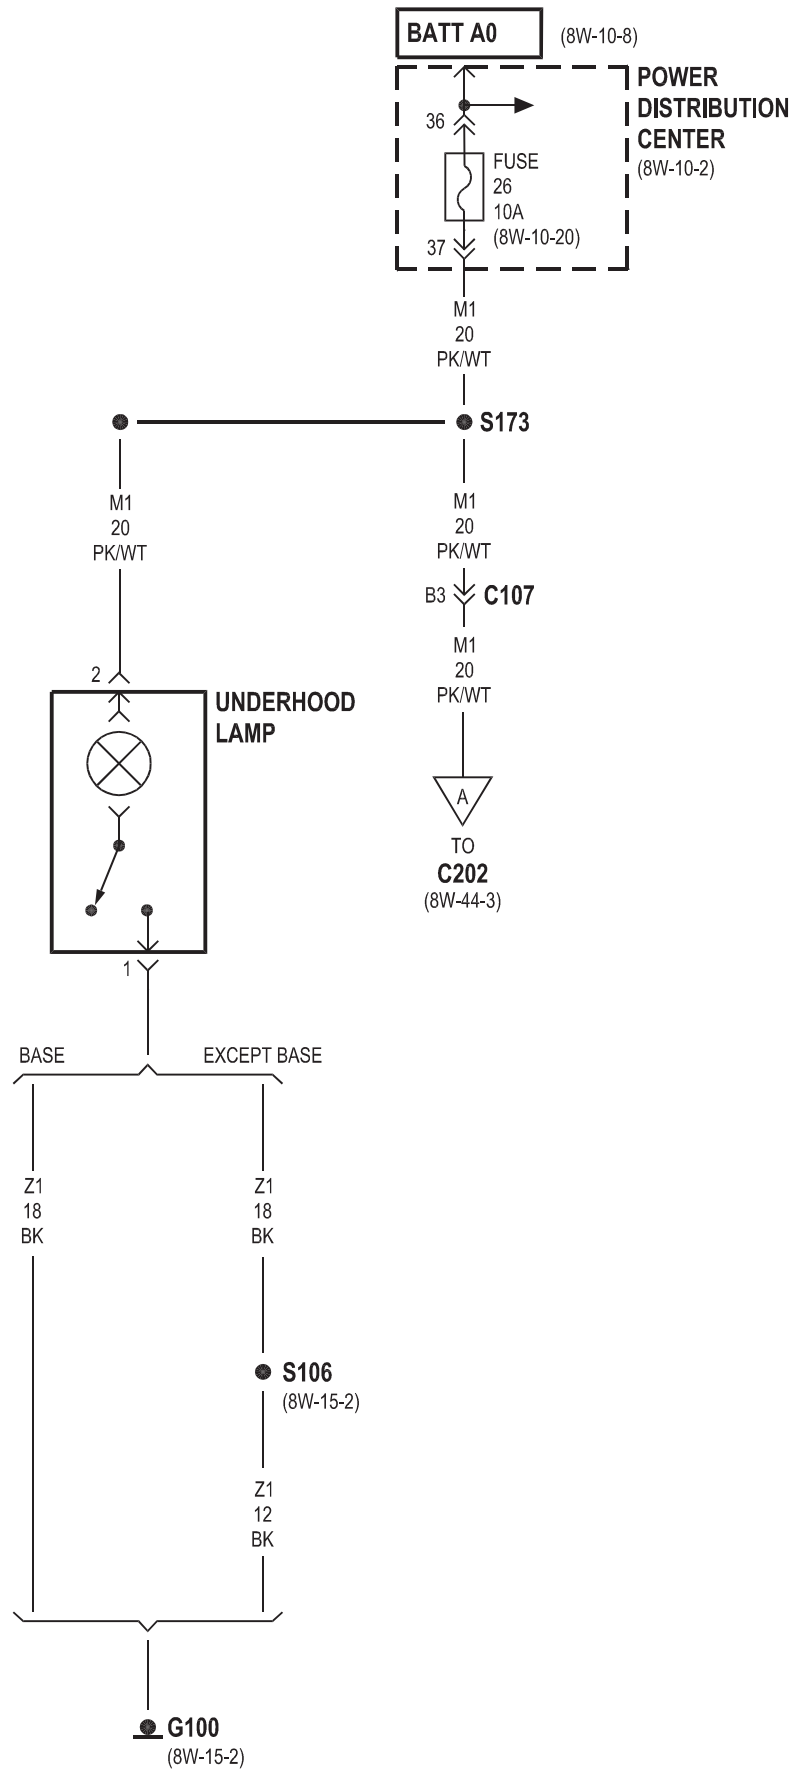 BATT A0
(8W-10-8)
POWER
DISTRIBUTION
CENTER
(8W-10-2)
36
FUSE
26
10A
(8W-10-20)
37
M1
20
PK/WT
S173
M1
20
PK/WT
M1
20
PK/WT
B3
C107
M1
20
PK/WT
2
UNDERHOOD
LAMP
A
TO
C202
(8W-44-3)
1
BASE
EXCEPT BASE
Z1
18
BK
Z1
18
BK
S106
(8W-15-2)
Z1
12
BK
G100
(8W-15-2)